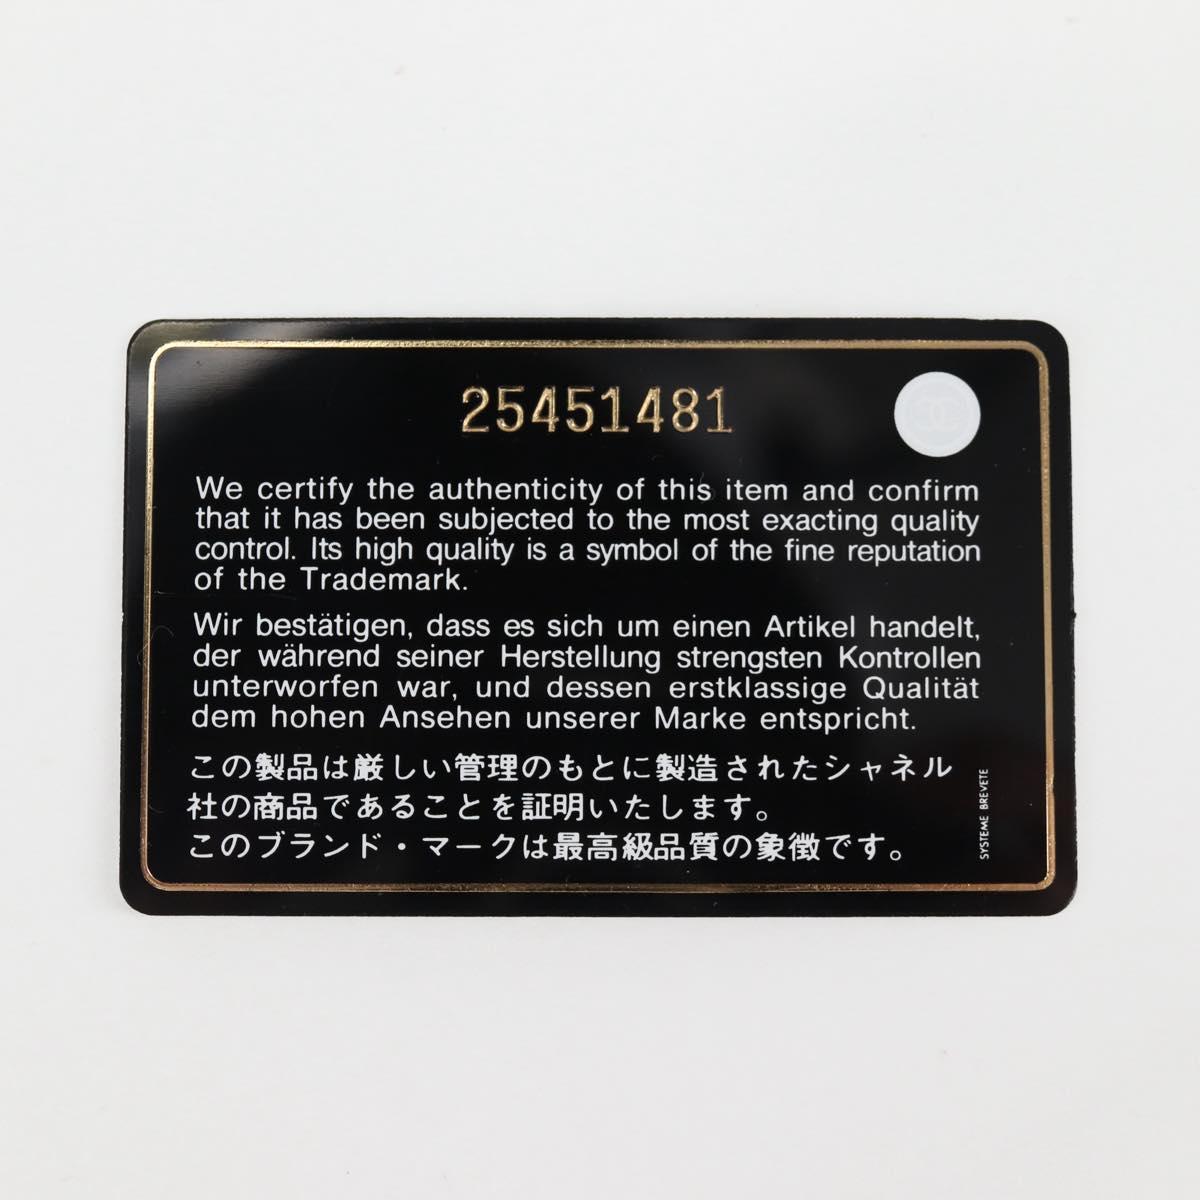 25451481
We certify the authenticity of this item and confirm
that it has been subjected to the most exacting quality
control. Its high quality is a symbol of the fine reputation
of the Trademark.
Wir bestätigen, dass es sich um einen Artikel handelt,
der während seiner Herstellung strengsten Kontrollen
unterworfen war, und dessen erstklassige Qualität
dem hohen Ansehen unserer Marke entspricht.
この製品は厳しい管理のもとに製造されたシャネル
社の商品であることを証明いたします。
このブランド・マークは最高級品質の象徴です。
SYSTEME BREVETE